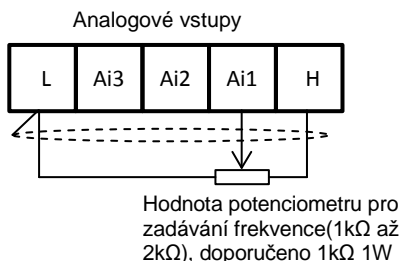 Analogové vstupy
L Ai3 Ai2 Ai1 H
Hodnota potenciometru pro
zadávání frekvence(1kΩ až
2kΩ), doporučeno 1kΩ 1W